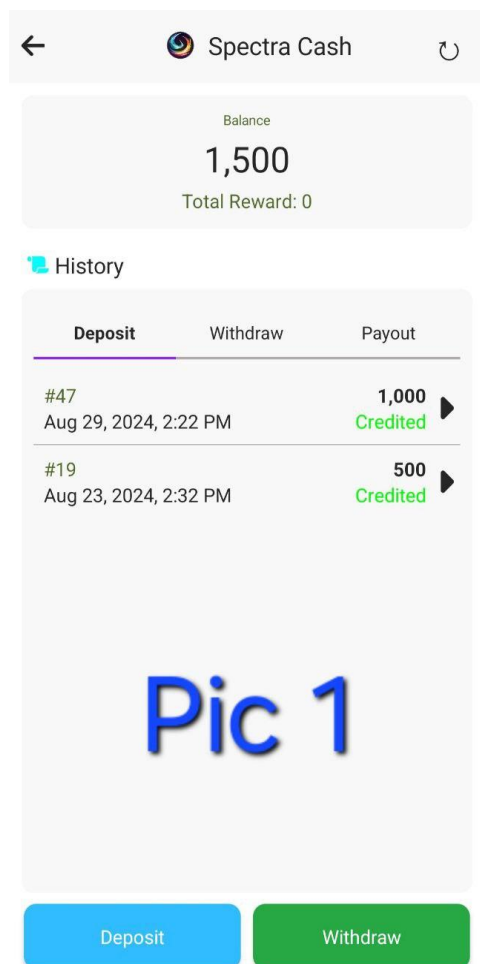 Spectra Cash
Balance
1,500
Total Reward: 0
History
Deposit Withdraw Payout
#47 1,000
Aug 29, 2024, 2:22 PM Credited
#19 500
Aug 23, 2024, 2:32 PM Credited
Pic 1
Deposit Withdraw